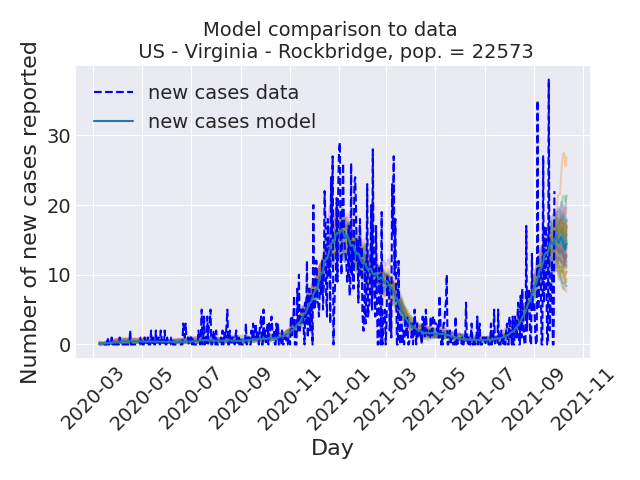 Model comparison to data
US - Virginia - Rockbridge, pop. = 22573
Number of new cases reported
new cases data
new cases model
30
20
10
0
2020-03
2020-05
2020-07
2020-09
2020-11
2021-01
2021-03
2021-05
2021-07
2021-09
2021-11
Day